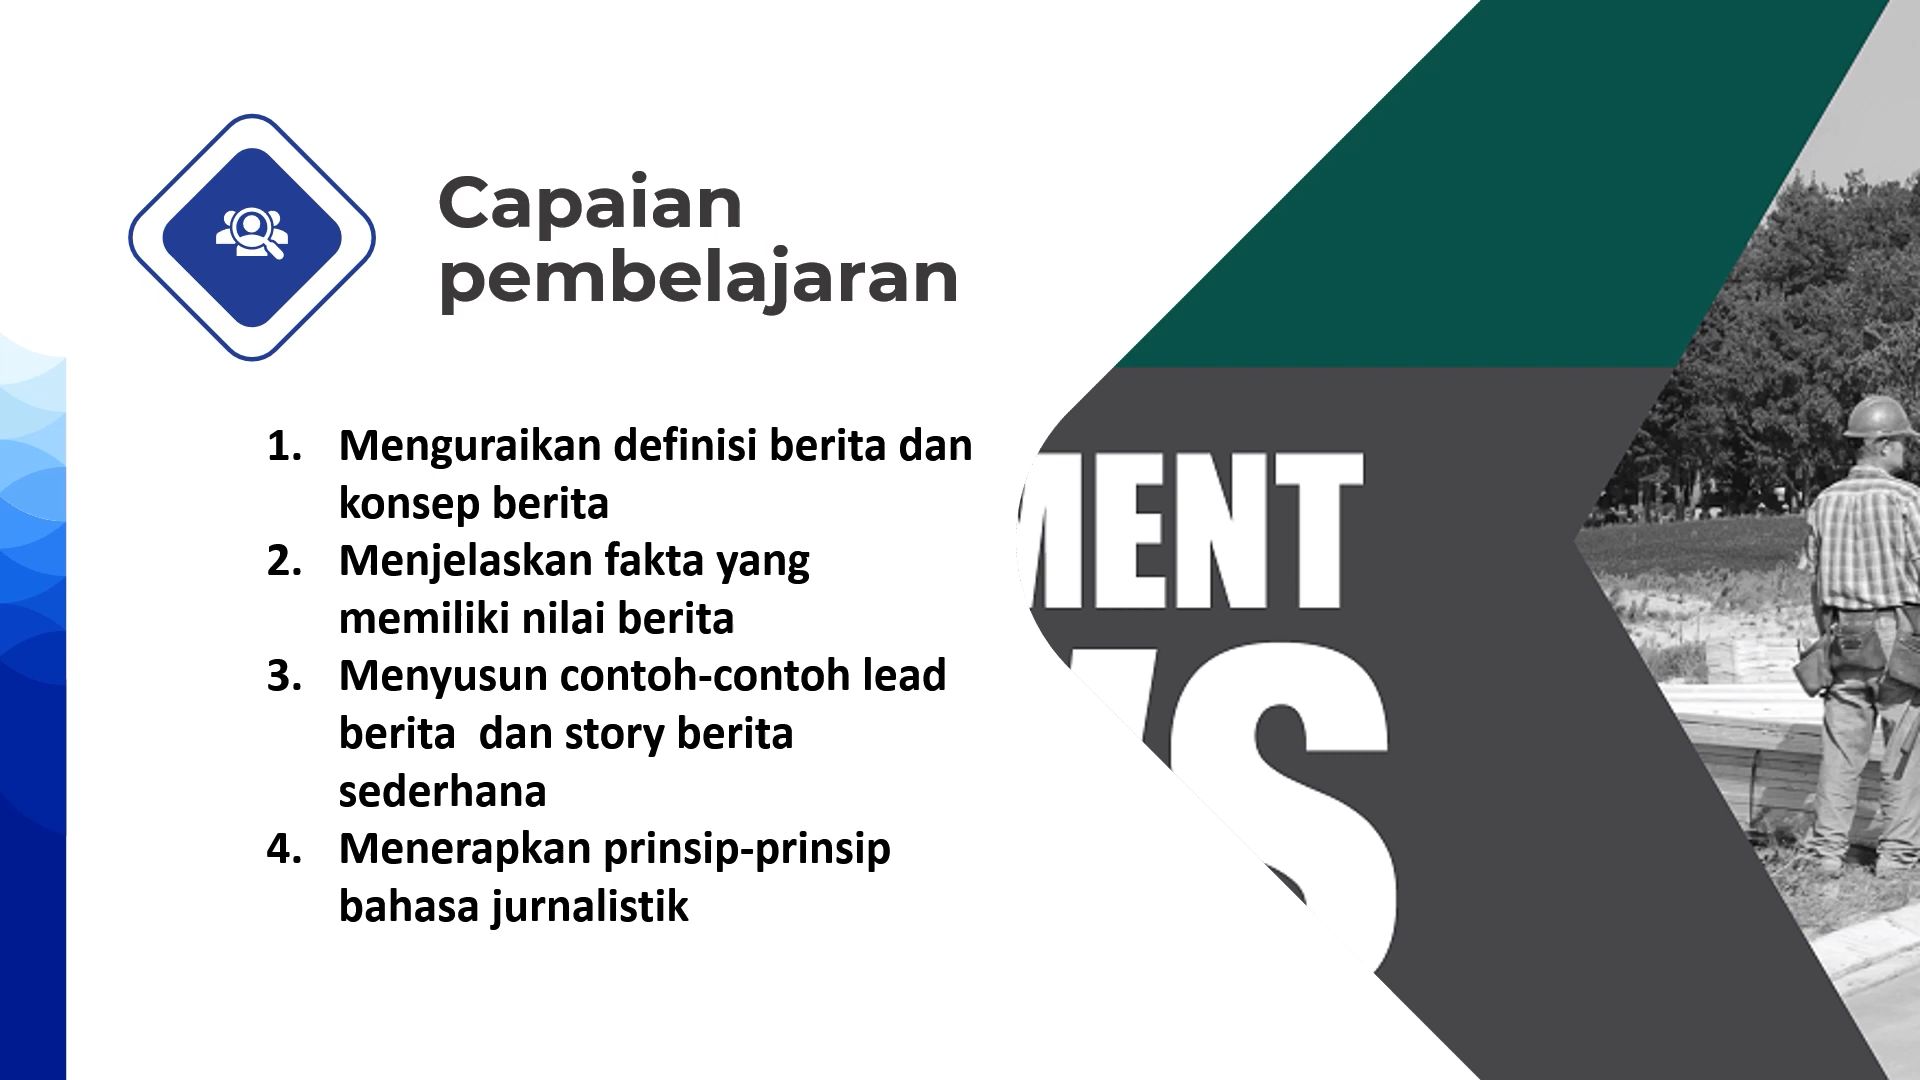 Capaian
pembelajaran
1. Menguraikan definisi berita dan
konsep berita
2. Menjelaskan fakta yang
memiliki nilai berita
3. Menyusun contoh-contoh lead
berita  dan story berita
sederhana
4. Menerapkan prinsip-prinsip
bahasa jurnalistik
MENT